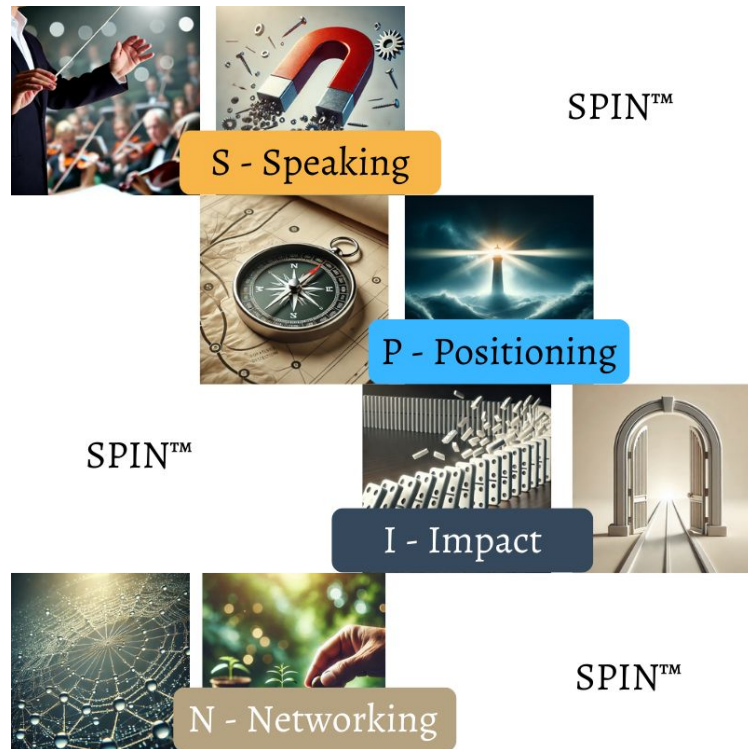 SPIN™
S - Speaking
P - Positioning
SPIN™
I - Impact
SPIN™
N - Networking